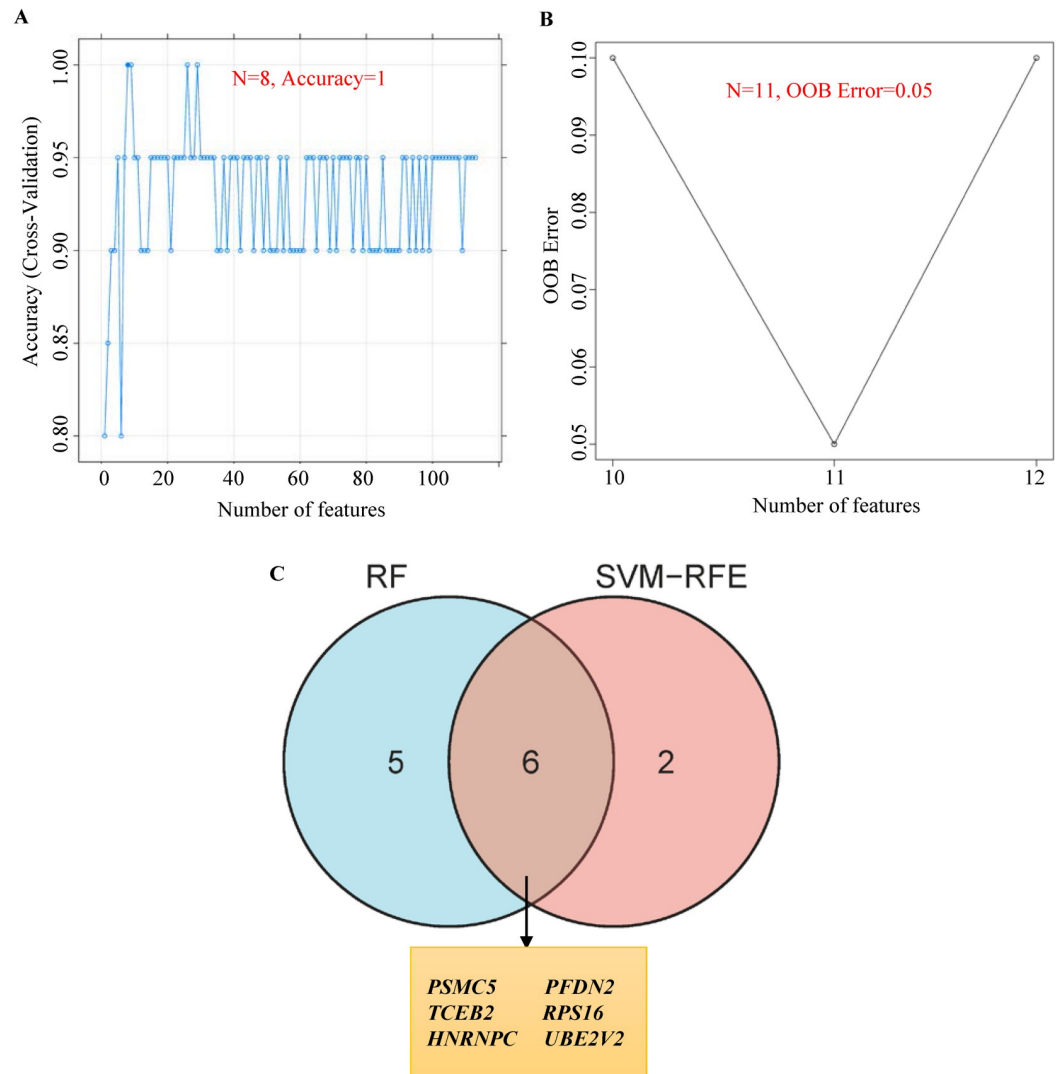 A
N=8, Accuracy=1
Accuracy (Cross-Validation)
1.00
0.95
0.90
0.85
0.80
0 20 40 60 80 100
Number of features
B
N=11, OOB Error=0.05
OOB Error
0.10
0.09
0.08
0.07
0.06
0.05
10 11 12
Number of features
C
RF SVM−RFE
5 6 2
PSMC5 PFDN2
TCEB2 RPS16
HNRNPC UBE2V2